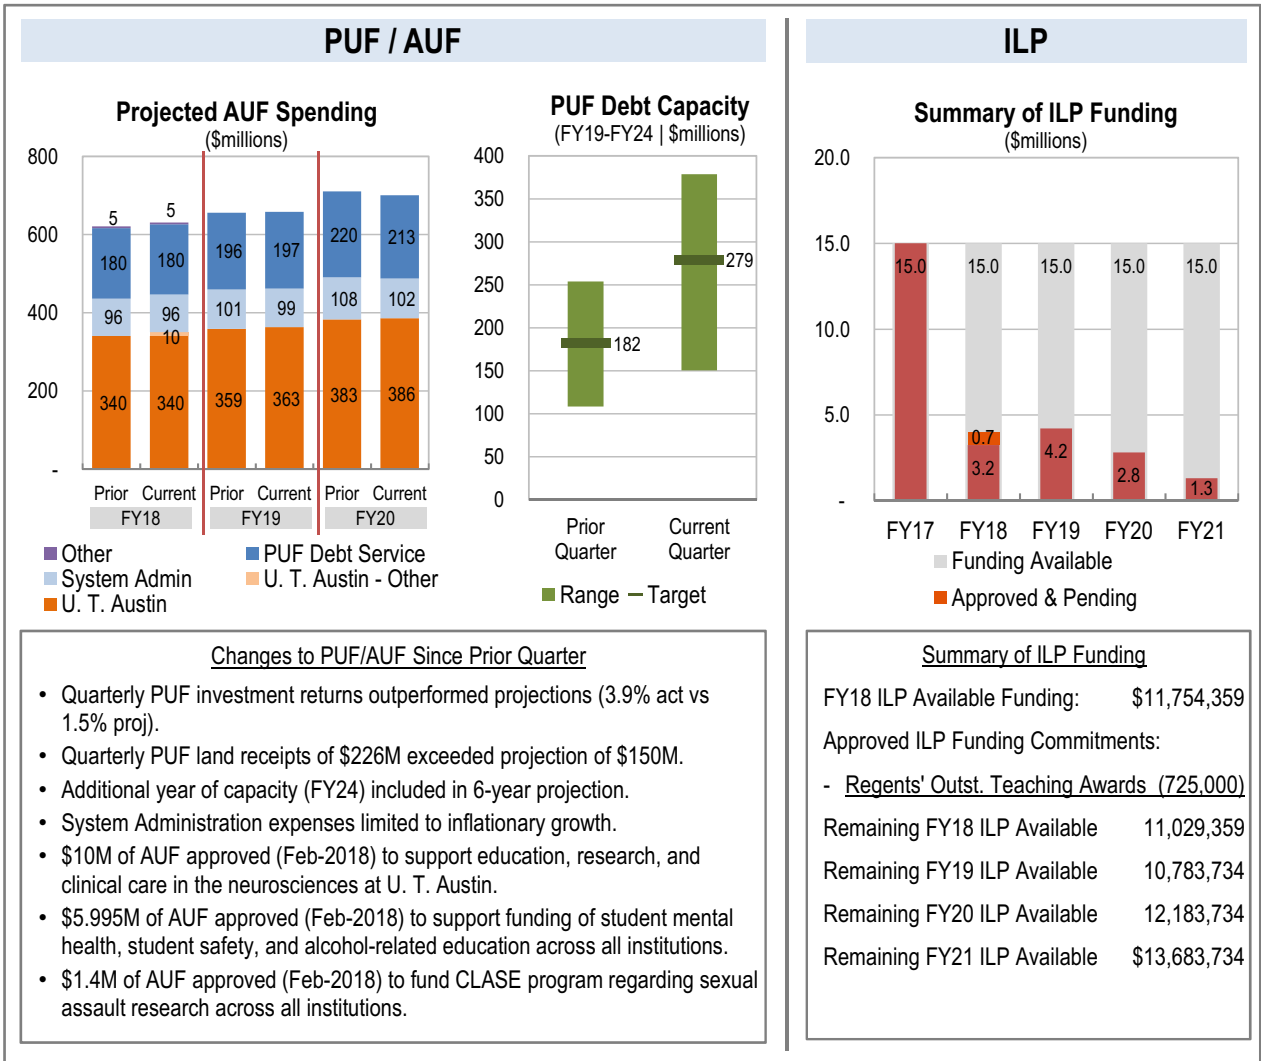 PUF / AUF
Projected AUF Spending
($millions)
800
600
400
200
-
5
180
96
340
5
180
96
10
340
196
101
359
197
99
363
220
108
383
213
102
386
Prior Current Prior Current Prior Current
FY18 FY19 FY20
Other PUF Debt Service
System Admin U. T. Austin - Other
U. T. Austin
PUF Debt Capacity
(FY19-FY24 | $millions)
400
350
300
250
200
150
100
50
0
182
279
Prior Current
Quarter Quarter
Range Target
Changes to PUF/AUF Since Prior Quarter
• Quarterly PUF investment returns outperformed projections (3.9% act vs
1.5% proj).
• Quarterly PUF land receipts of $226M exceeded projection of $150M.
• Additional year of capacity (FY24) included in 6-year projection.
• System Administration expenses limited to inflationary growth.
• $10M of AUF approved (Feb-2018) to support education, research, and
clinical care in the neurosciences at U. T. Austin.
• $5.995M of AUF approved (Feb-2018) to support funding of student mental
health, student safety, and alcohol-related education across all institutions.
• $1.4M of AUF approved (Feb-2018) to fund CLASE program regarding sexual
assault research across all institutions.
ILP
Summary of ILP Funding
($millions)
20.0
15.0
10.0
5.0
-
15.0 15.0 15.0 15.0 15.0
0.7
3.2
4.2
2.8
1.3
FY17 FY18 FY19 FY20 FY21
Funding Available
Approved & Pending
Summary of ILP Funding
FY18 ILP Available Funding: $11,754,359
Approved ILP Funding Commitments:
- Regents' Outst. Teaching Awards (725,000)
Remaining FY18 ILP Available 11,029,359
Remaining FY19 ILP Available 10,783,734
Remaining FY20 ILP Available 12,183,734
Remaining FY21 ILP Available $13,683,734